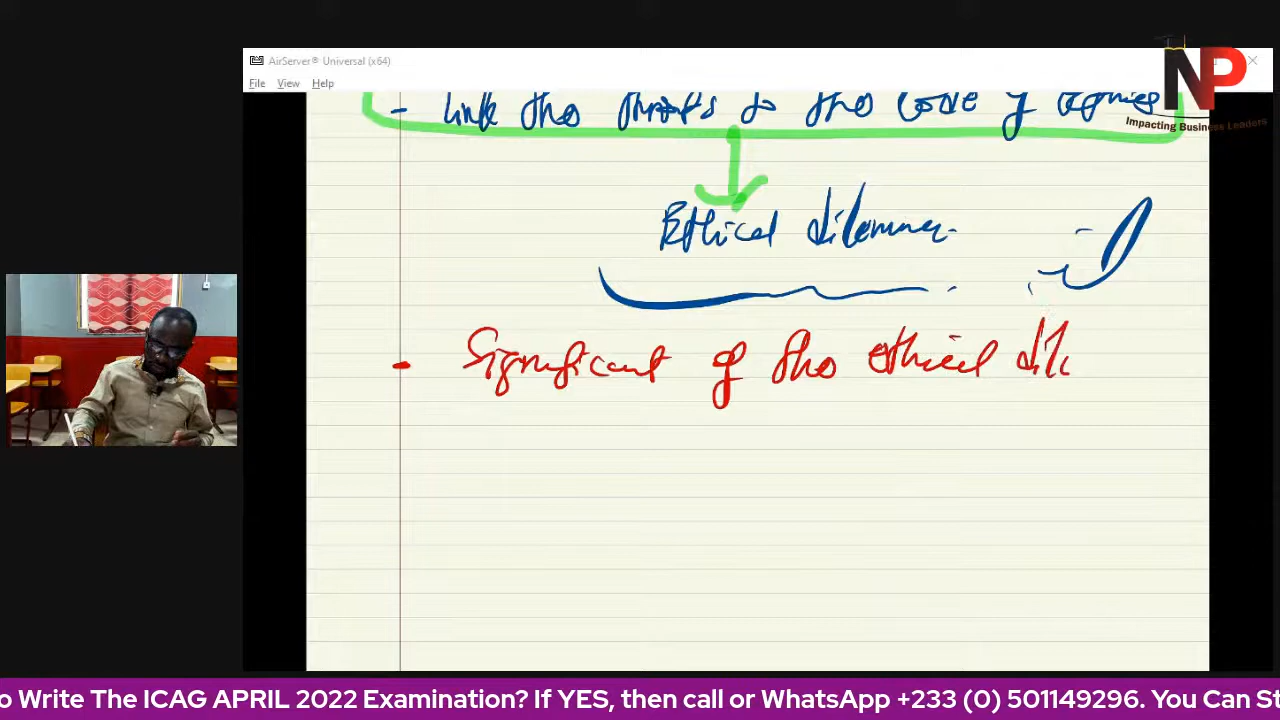 AirServer® Universal (x64)
File View Help
NP
Impacting Business Leaders
- Link the threats to the Code of
Ethical dilemma
- Significant of the ethical dil
o Write The ICAG APRIL 2022 Examination? If YES, then call or WhatsApp +233 (0) 501149296. You Can St